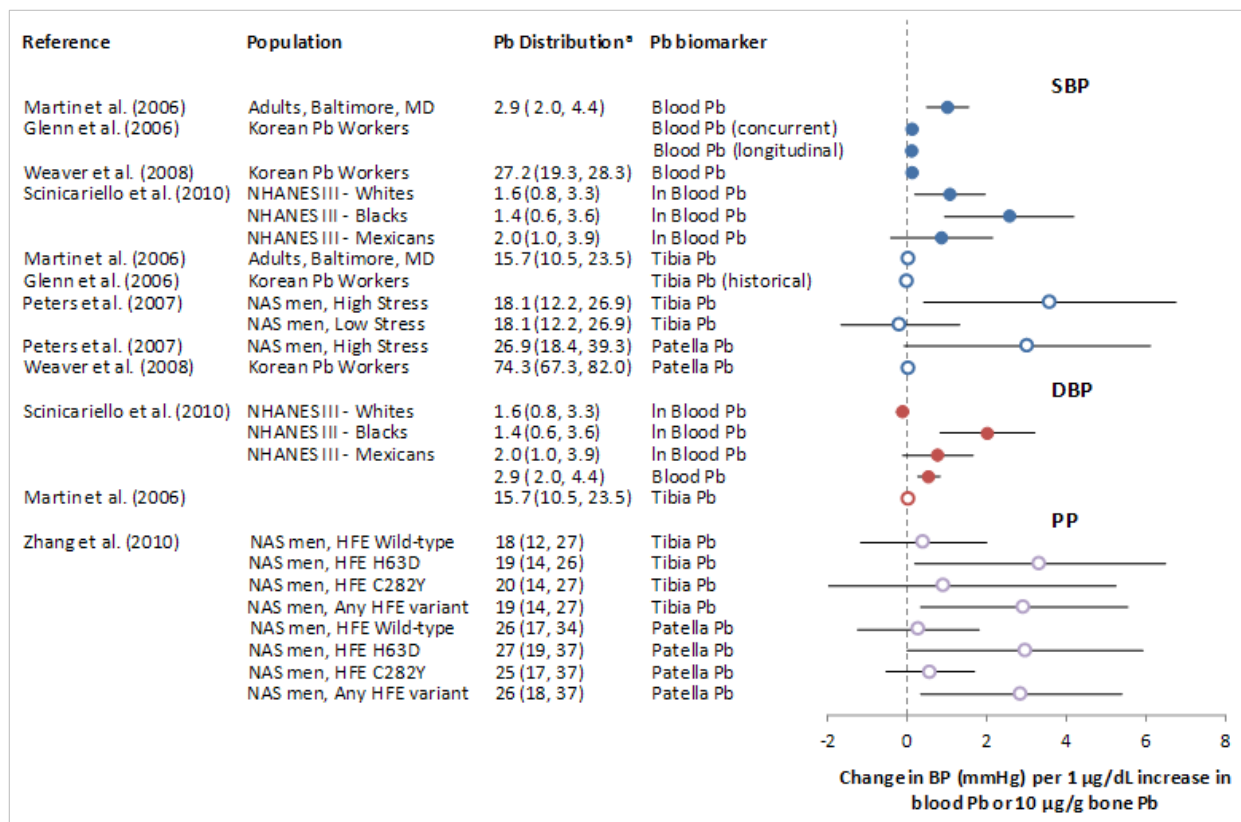 Reference Population Pb Distributionᵃ Pb biomarker
SBP
Martin et al. (2006) Adults, Baltimore, MD 2.9 ( 2.0, 4.4) Blood Pb
Glenn et al. (2006) Korean Pb Workers Blood Pb (concurrent)
Blood Pb (longitudinal)
Weaver et al. (2008) Korean Pb Workers 27.2 (19.3, 28.3) Blood Pb
Scinicariello et al. (2010) NHANES III - Whites 1.6 (0.8, 3.3) ln Blood Pb
NHANES III - Blacks 1.4 (0.6, 3.6) ln Blood Pb
NHANES III - Mexicans 2.0 (1.0, 3.9) ln Blood Pb
Martin et al. (2006) Adults, Baltimore, MD 15.7 (10.5, 23.5) Tibia Pb
Glenn et al. (2006) Korean Pb Workers Tibia Pb (historical)
Peters et al. (2007) NAS men, High Stress 18.1 (12.2, 26.9) Tibia Pb
NAS men, Low Stress 18.1 (12.2, 26.9) Tibia Pb
Peters et al. (2007) NAS men, High Stress 26.9 (18.4, 39.3) Patella Pb
Weaver et al. (2008) Korean Pb Workers 74.3 (67.3, 82.0) Patella Pb
DBP
Scinicariello et al. (2010) NHANES III - Whites 1.6 (0.8, 3.3) ln Blood Pb
NHANES III - Blacks 1.4 (0.6, 3.6) ln Blood Pb
NHANES III - Mexicans 2.0 (1.0, 3.9) ln Blood Pb
2.9 ( 2.0, 4.4) Blood Pb
Martin et al. (2006) 15.7 (10.5, 23.5) Tibia Pb
PP
Zhang et al. (2010) NAS men, HFE Wild-type 18 (12, 27) Tibia Pb
NAS men, HFE H63D 19 (14, 26) Tibia Pb
NAS men, HFE C282Y 20 (14, 27) Tibia Pb
NAS men, Any HFE variant 19 (14, 27) Tibia Pb
NAS men, HFE Wild-type 26 (17, 34) Patella Pb
NAS men, HFE H63D 27 (19, 37) Patella Pb
NAS men, HFE C282Y 25 (17, 37) Patella Pb
NAS men, Any HFE variant 26 (18, 37) Patella Pb
-2 0 2 4 6 8
Change in BP (mmHg) per 1 µg/dL increase in
blood Pb or 10 µg/g bone Pb